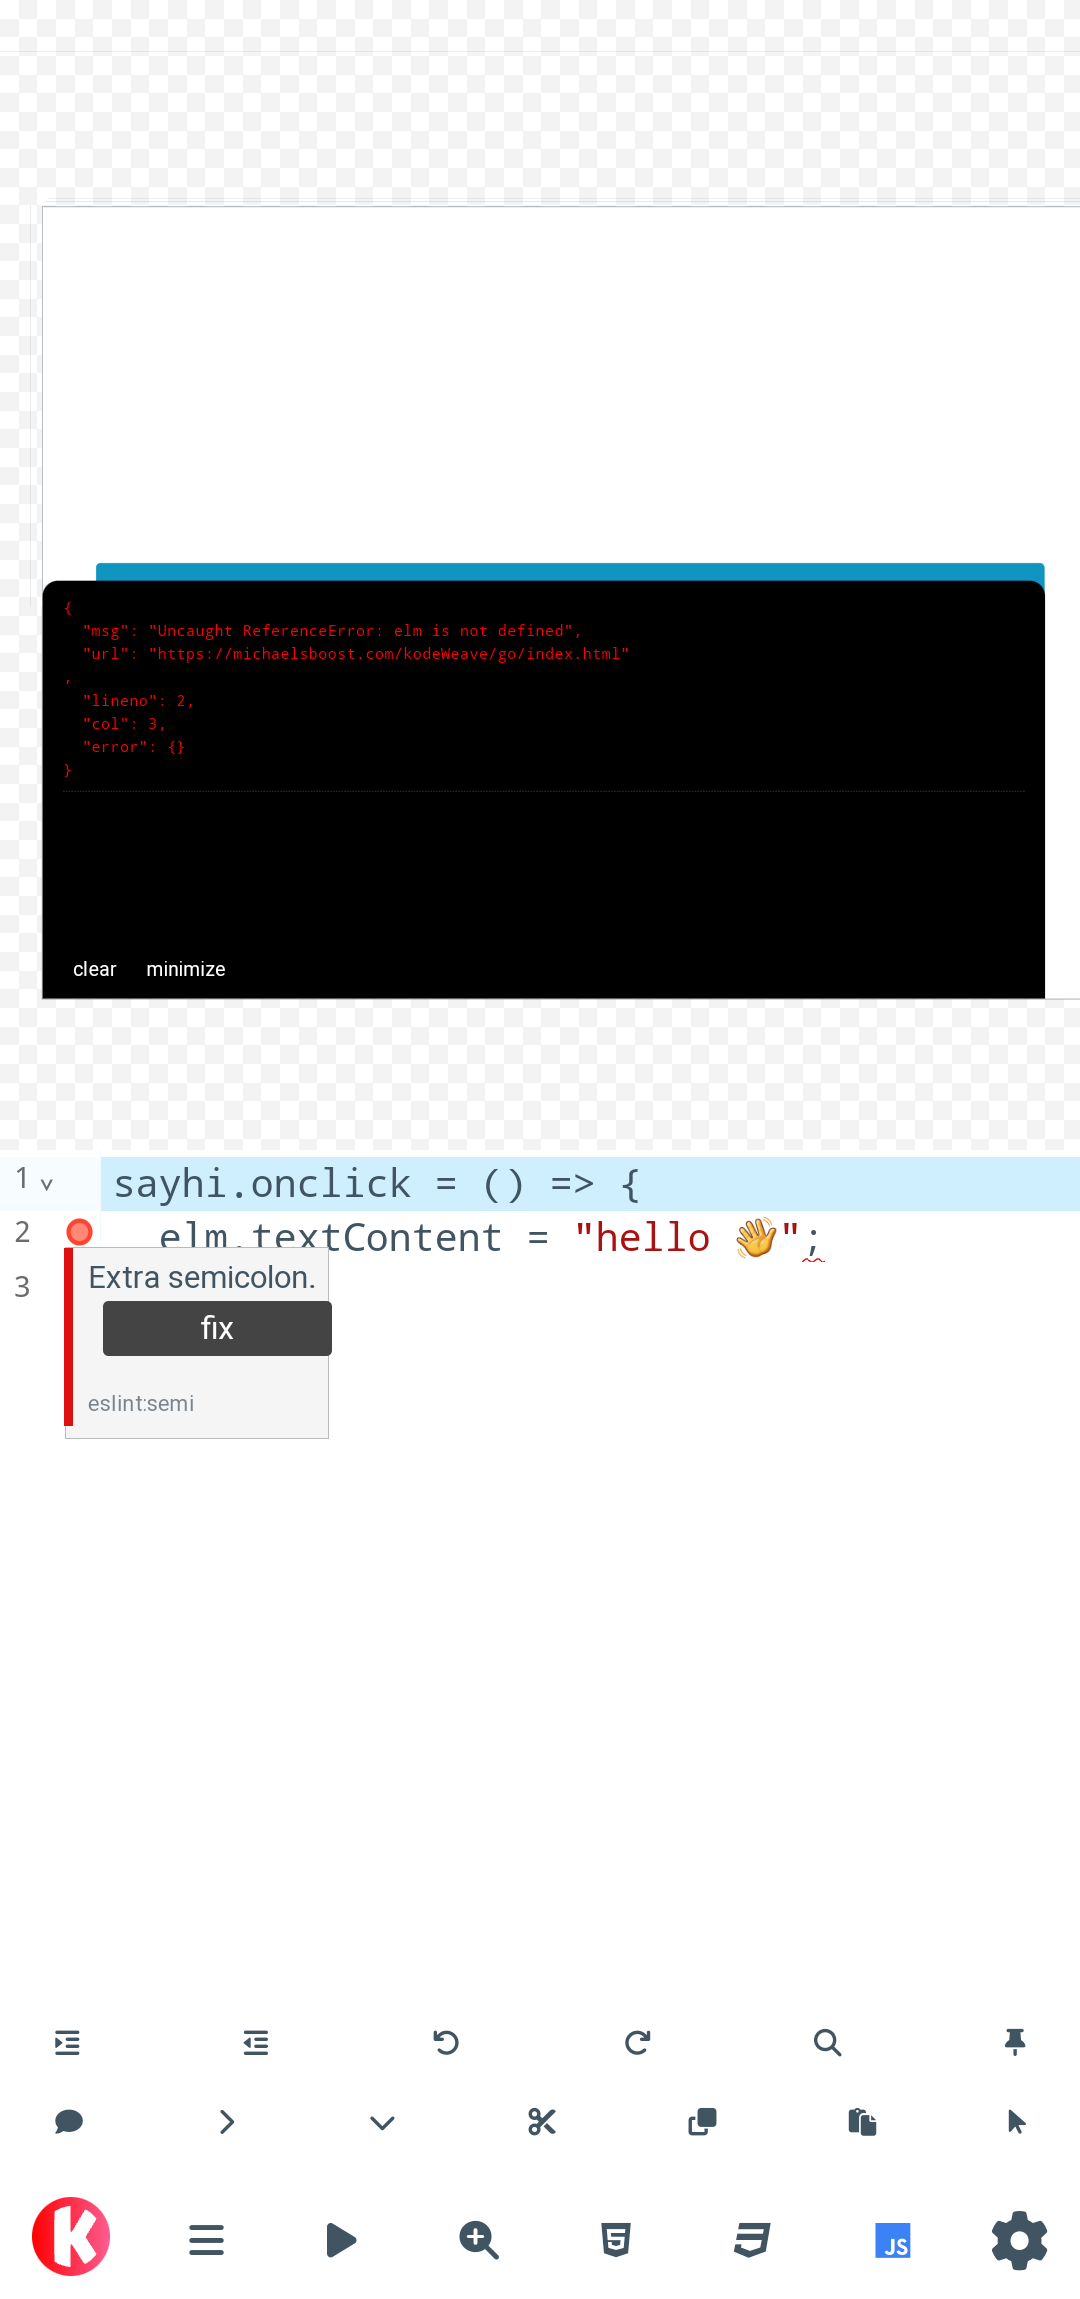 {
"msg": "Uncaught ReferenceError: elm is not defined",
"url": "https://michaelsboost.com/kodeWeave/go/index.html"
,
"lineno": 2,
"col": 3,
"error": {}
}
clear minimize
1 sayhi.onclick = () => {
2 elm.textContent = "hello 👋";
3
Extra semicolon.
fix
eslint:semi
JS